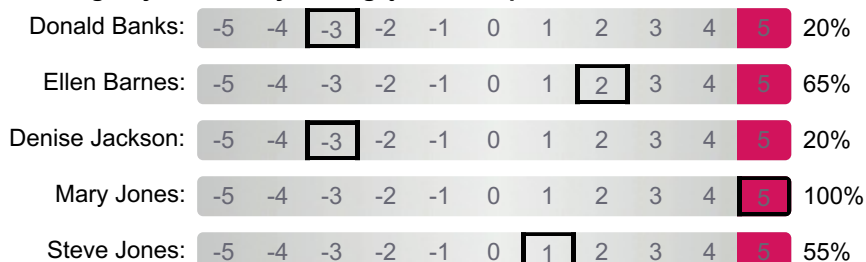 Donald Banks: -5 -4 -3 -2 -1 0 1 2 3 4 5 20%
Ellen Barnes: -5 -4 -3 -2 -1 0 1 2 3 4 5 65%
Denise Jackson: -5 -4 -3 -2 -1 0 1 2 3 4 5 20%
Mary Jones: -5 -4 -3 -2 -1 0 1 2 3 4 5 100%
Steve Jones: -5 -4 -3 -2 -1 0 1 2 3 4 5 55%